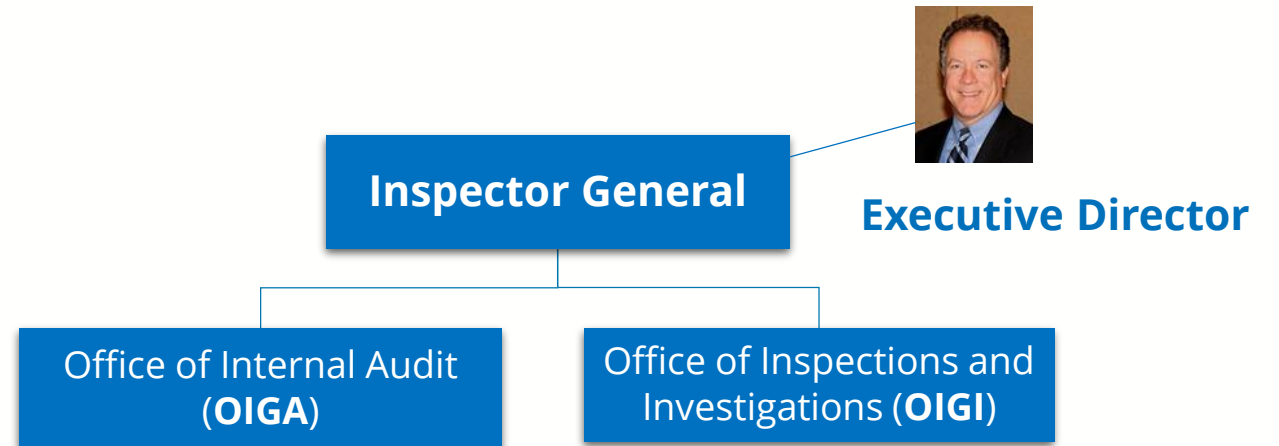 Inspector General
Executive Director
Office of Internal Audit
(OIGA)
Office of Inspections and
Investigations (OIGI)